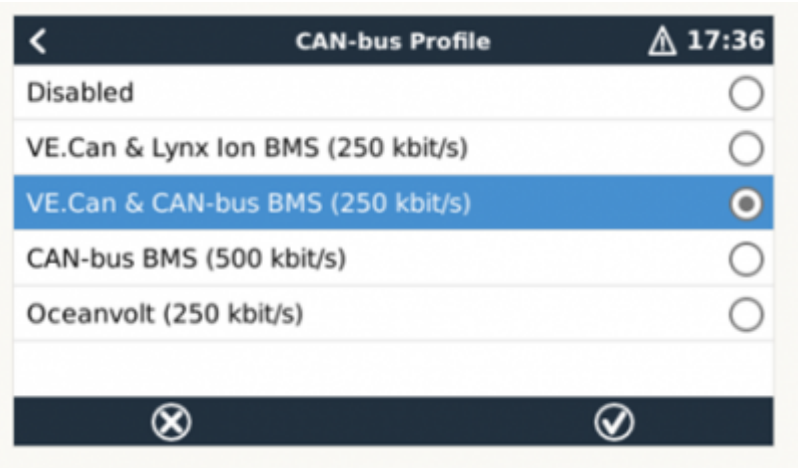 CAN-bus Profile 17:36
Disabled
VE.Can & Lynx Ion BMS (250 kbit/s)
VE.Can & CAN-bus BMS (250 kbit/s)
CAN-bus BMS (500 kbit/s)
Oceanvolt (250 kbit/s)